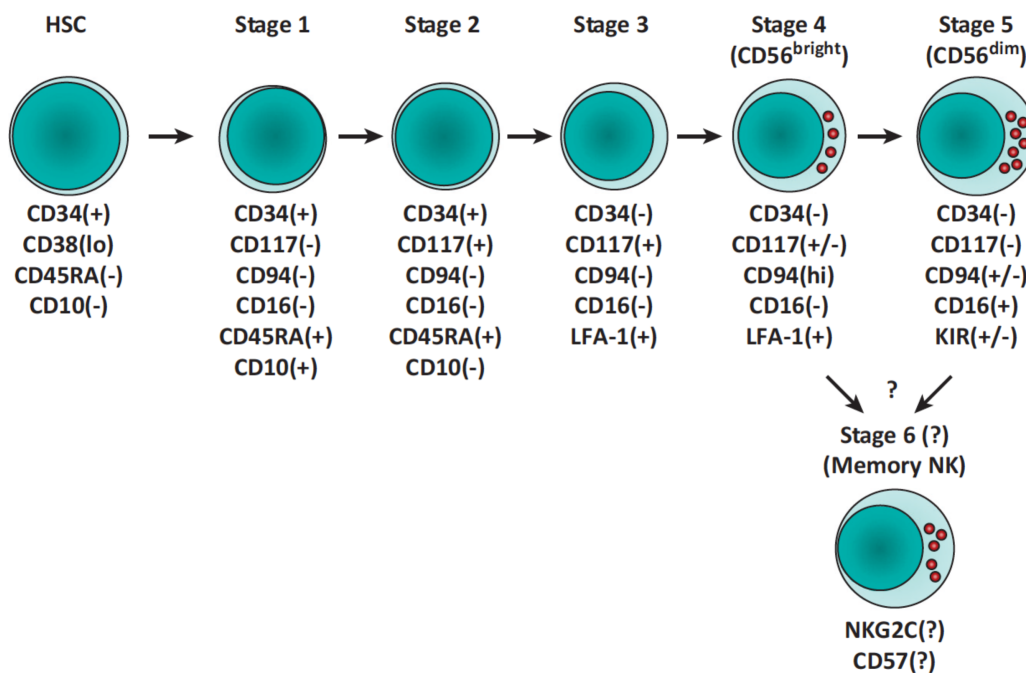 HSC
CD34(+)
CD38(lo)
CD45RA(-)
CD10(-)
Stage 1
CD34(+)
CD117(-)
CD94(-)
CD16(-)
CD45RA(+)
CD10(+)
Stage 2
CD34(+)
CD117(+)
CD94(-)
CD16(-)
CD45RA(+)
CD10(-)
Stage 3
CD34(-)
CD117(+)
CD94(-)
CD16(-)
LFA-1(+)
Stage 4
(CD56bright)
CD34(-)
CD117(+/-)
CD94(hi)
CD16(-)
LFA-1(+)
Stage 5
(CD56dim)
CD34(-)
CD117(-)
CD94(+/-)
CD16(+)
KIR(+/-)
?
Stage 6 (?)
(Memory NK)
NKG2C(?)
CD57(?)